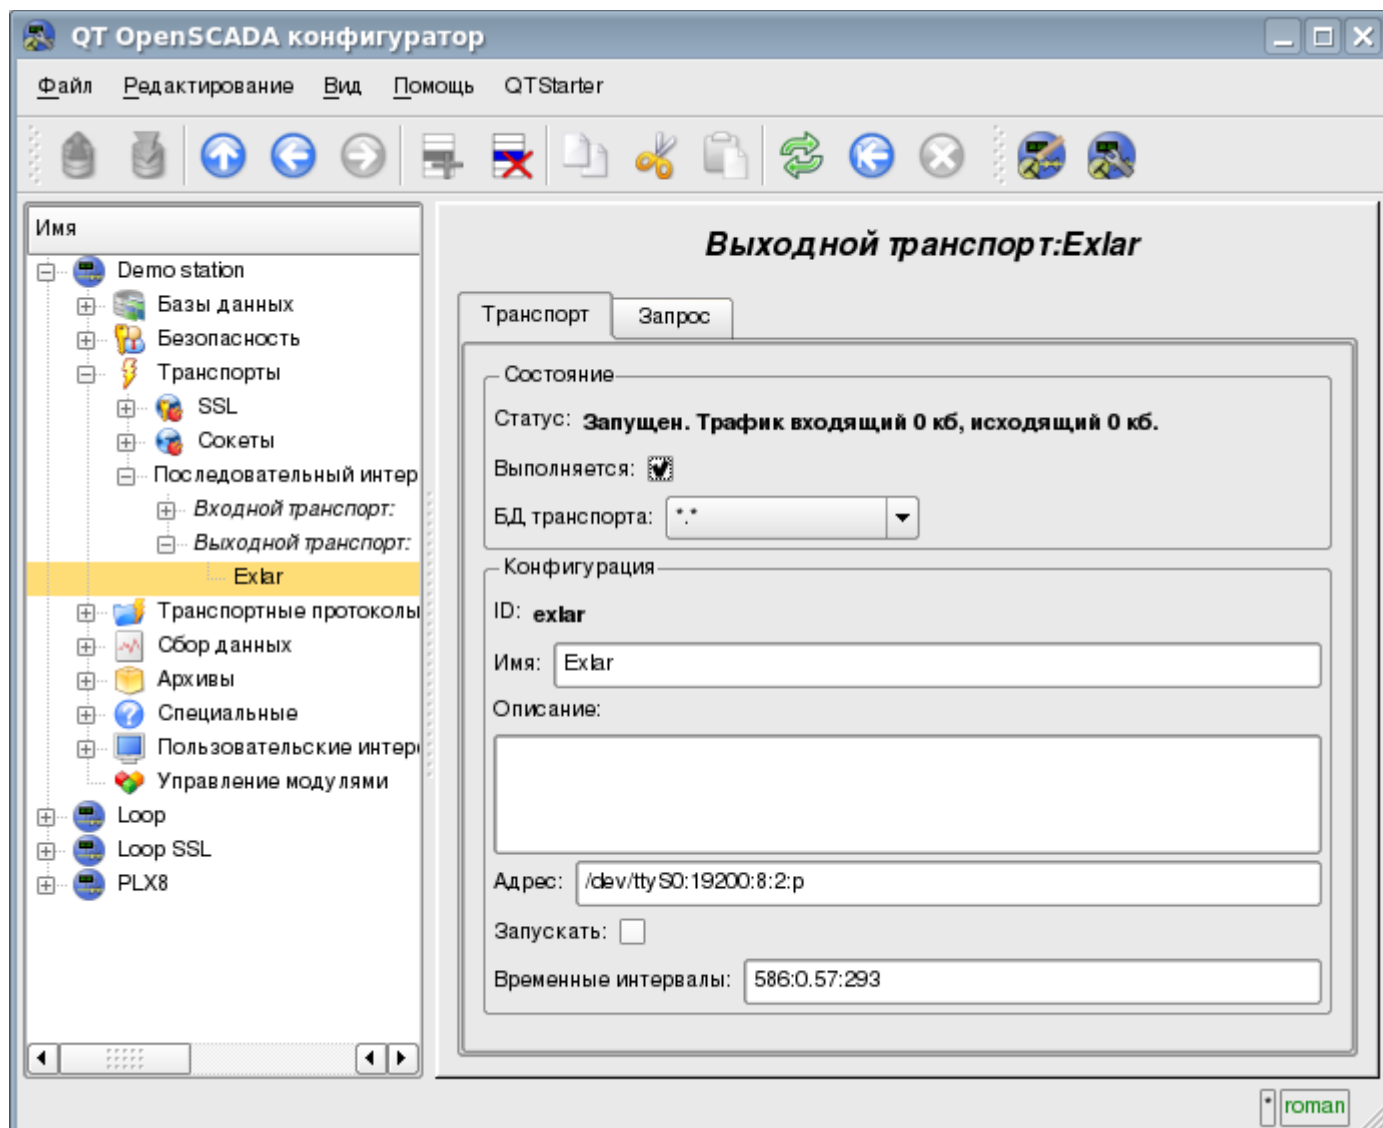 QT OpenSCADA конфигуратор
Файл Редактирование Вид Помощь QTStarter
Имя
Demo station
Базы данных
Безопасность
Транспорты
SSL
Сокеты
Последовательный интер
Входной транспорт:
Выходной транспорт:
Exlar
Транспортные протоколы
Сбор данных
Архивы
Специальные
Пользовательские интер
Управление модулями
Loop
Loop SSL
PLX8
Выходной транспорт:Exlar
Транспорт Запрос
Состояние
Статус: Запущен. Трафик входящий 0 кб, исходящий 0 кб.
Выполняется:
БД транспорта: *.*
Конфигурация
ID: exlar
Имя: Exlar
Описание:
Адрес: /dev/ttyS0:19200:8:2:p
Запускать:
Временные интервалы: 586:0.57:293
* roman